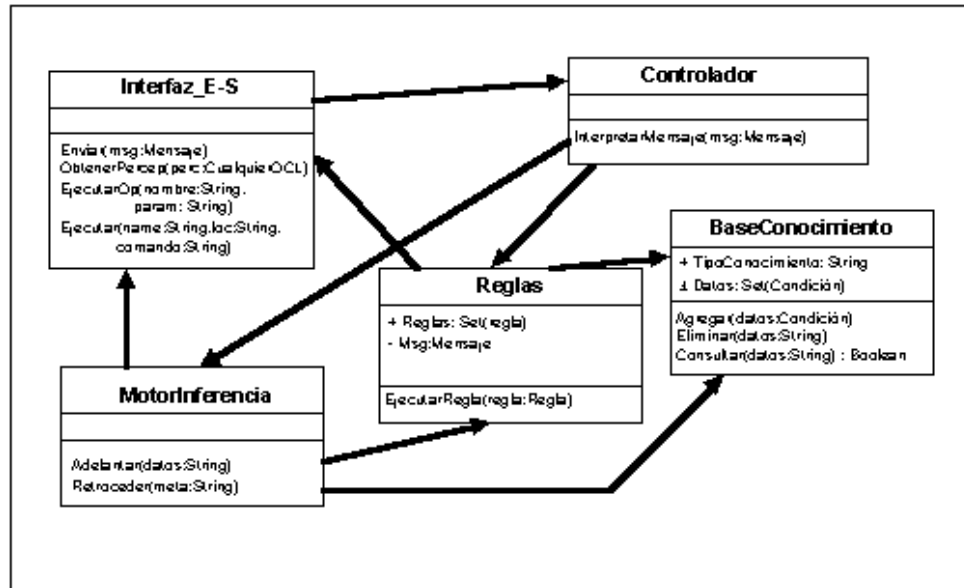 Interfaz_E-S
Enviar(msg:Mensaje)
ObtenerPercep(perc:CualquierOCL)
EjecutarOp(nombre:String,
param: String)
Ejecutar(name:String,loc:String,
comando:String)
Controlador
InterpretarMensaje(msg:Mensaje)
BaseConocimiento
+ TipoConocimiento: String
± Datos: Set(Condición)
Agregar(datos:Condición)
Eliminar(datos:String)
Consultar(datos:String) : Boolean
Reglas
+ Reglas: Set(regla)
- Msg:Mensaje
EjecutarRegla(regla:Regla)
MotorInferencia
Adelantar(datos:String)
Retroceder(meta:String)